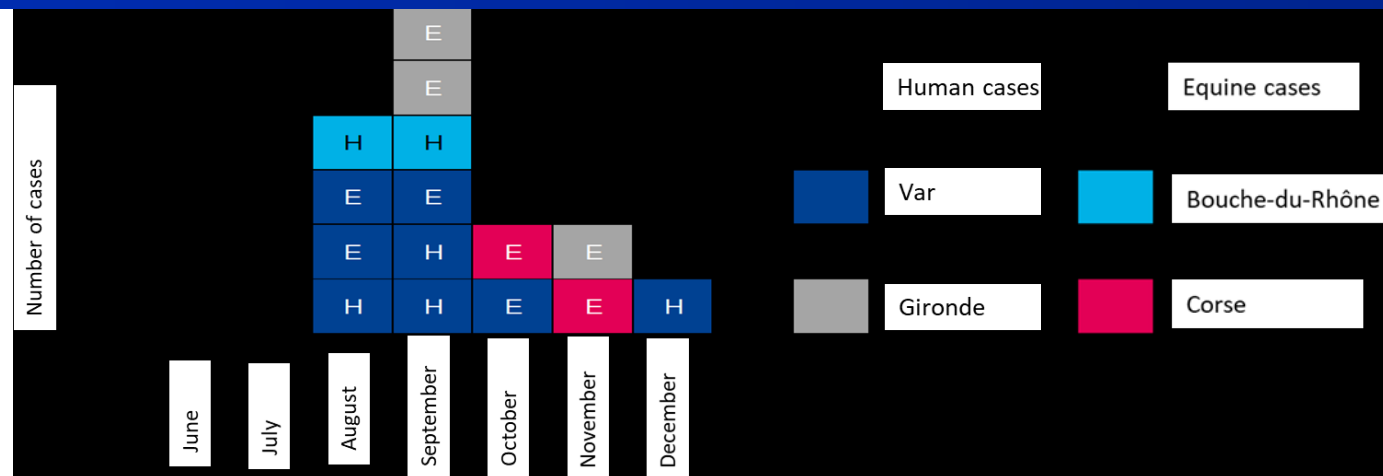 E
E
H H
E E
E H E E
H H E E H
Number of cases
June
July
August
September
October
November
December
Human cases
Equine cases
Var
Bouche-du-Rhône
Gironde
Corse